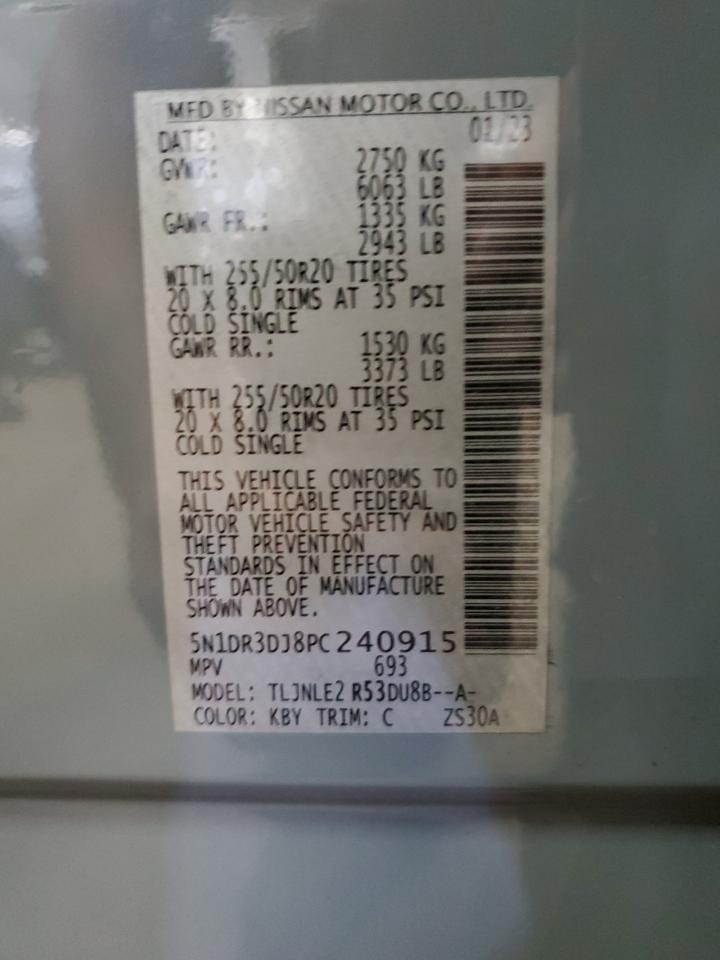 MFD BY NISSAN MOTOR CO., LTD.
DATE: 01/23
GVWR: 2750 KG
6063 LB
GAWR FR.: 1335 KG
2943 LB
WITH 255/50R20 TIRES
20 X 8.0 RIMS AT 35 PSI
COLD SINGLE
GAWR RR.: 1530 KG
3373 LB
WITH 255/50R20 TIRES
20 X 8.0 RIMS AT 35 PSI
COLD SINGLE
THIS VEHICLE CONFORMS TO
ALL APPLICABLE FEDERAL
MOTOR VEHICLE SAFETY AND
THEFT PREVENTION
STANDARDS IN EFFECT ON
THE DATE OF MANUFACTURE
SHOWN ABOVE.
5N1DR3DJ8PC240915
MPV 693
MODEL: TLJNLE2 R53DU8B--A-
COLOR: KBY TRIM: C ZS30A